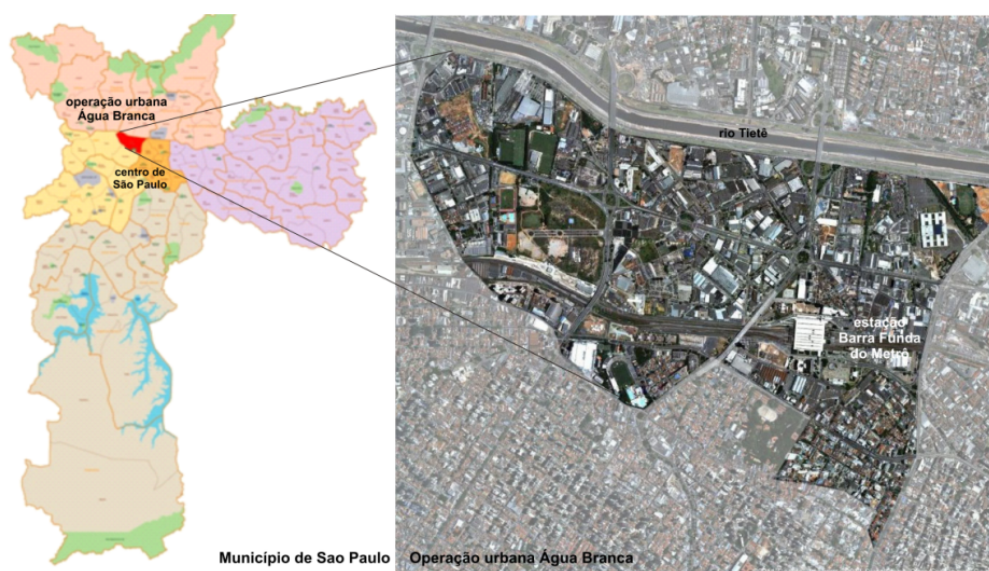 operação urbana
Água Branca
centro de
São Paulo
rio Tietê
estação
Barra Funda
do Metrô
Município de Sao Paulo
Operação urbana Água Branca